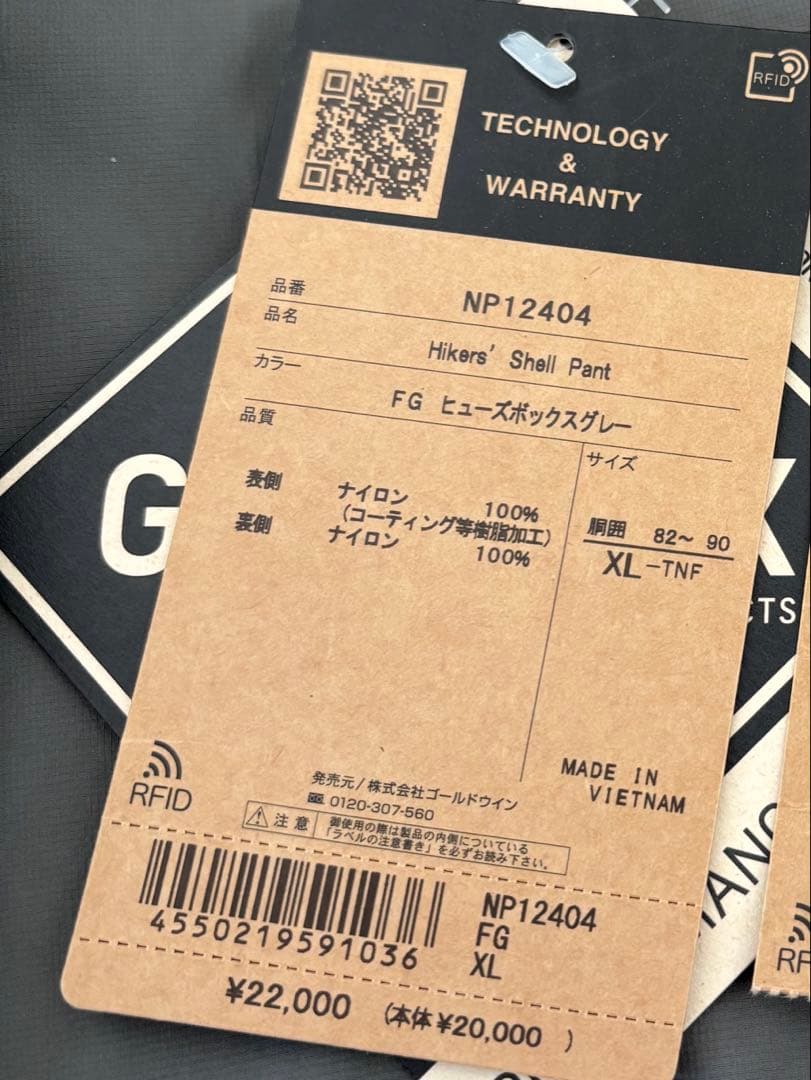 RFID
TECHNOLOGY
&
WARRANTY
品番 NP12404
品名 Hikers' Shell Pant
カラー FG ヒューズボックスグレー
品質
サイズ
表側 ナイロン 100%
(コーティング等樹脂加工)
裏側 ナイロン 100%
胴囲 82～ 90
XL-TNF
G
X
CTS
RFID
発売元/株式会社ゴールドウイン
0120-307-560
MADE IN
VIETNAM
注意 御使用の際は製品の内側についている
「ラベルの注意書き」を必ずお読み下さい。
4550219591036
NP12404
FG
XL
¥22,000 (本体¥20,000 )
RF